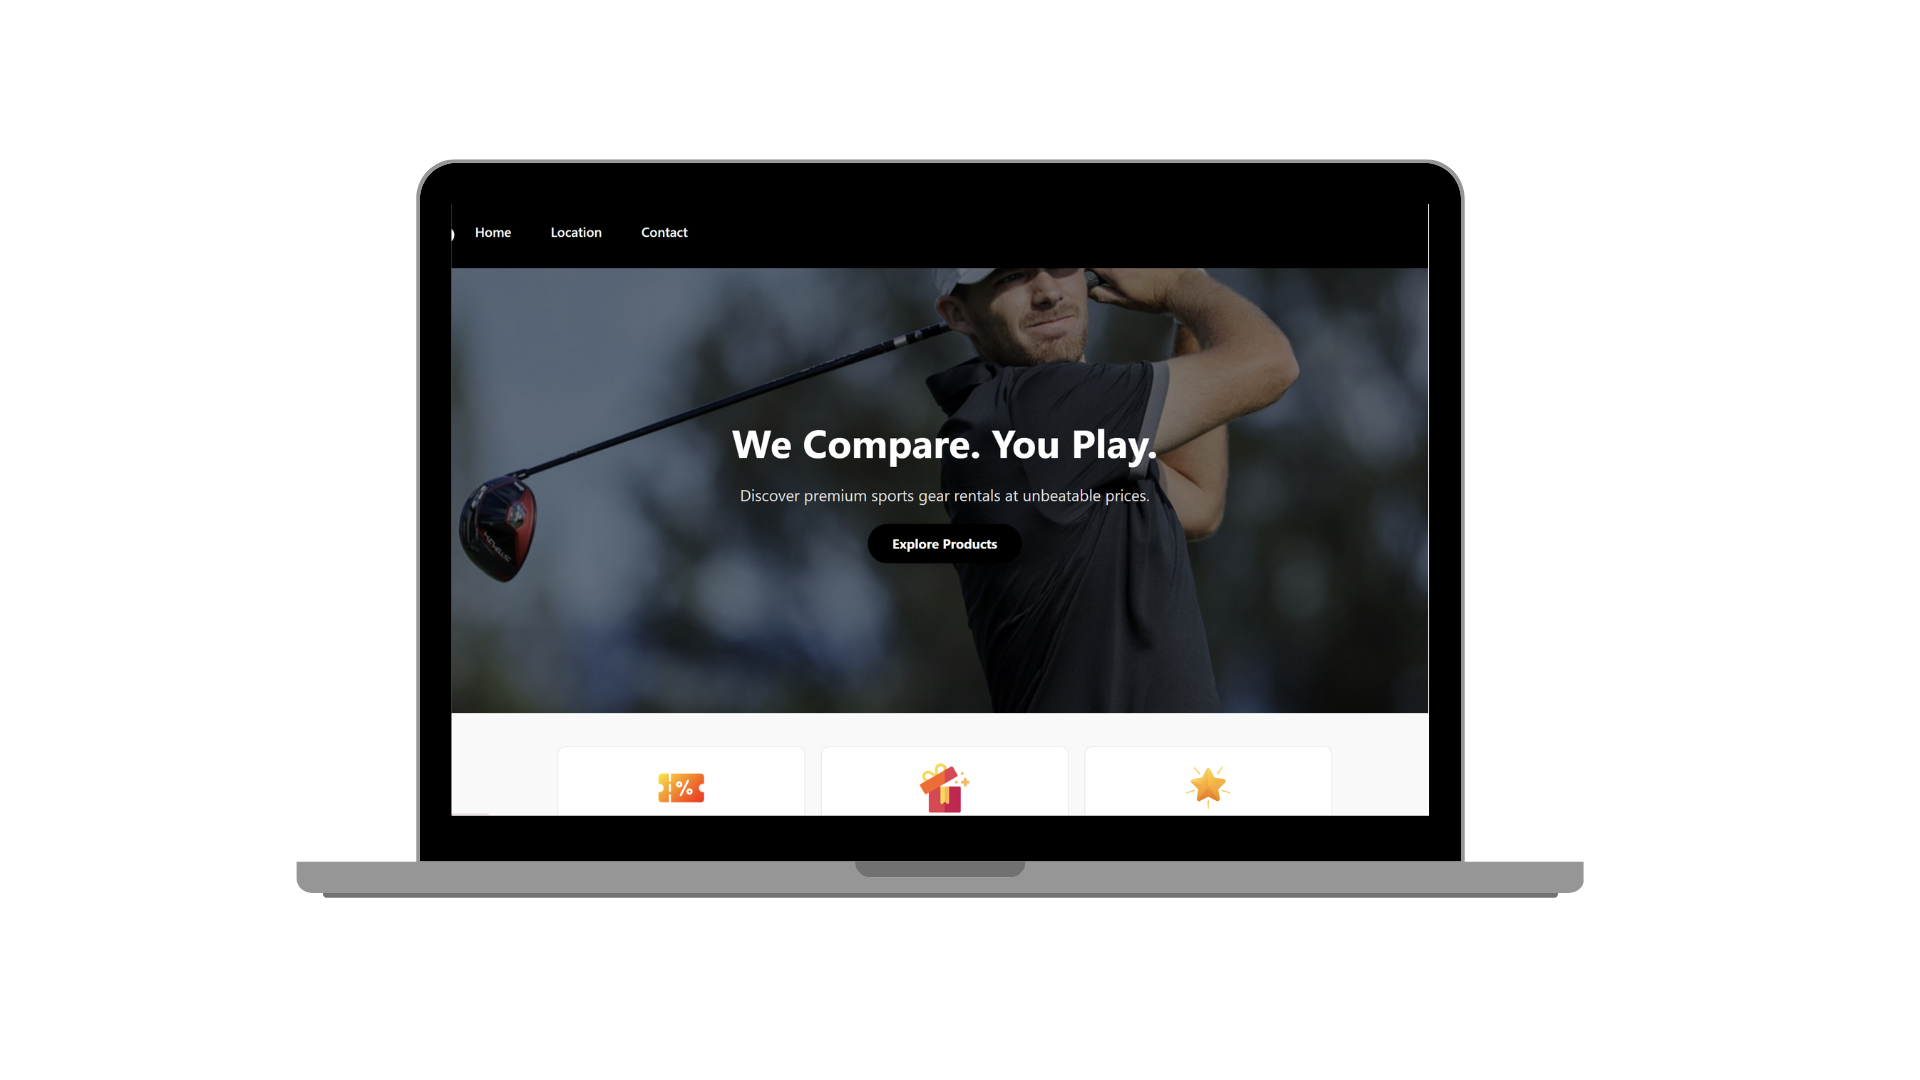 Home Location Contact
We Compare. You Play.
Discover premium sports gear rentals at unbeatable prices.
Explore Products
%